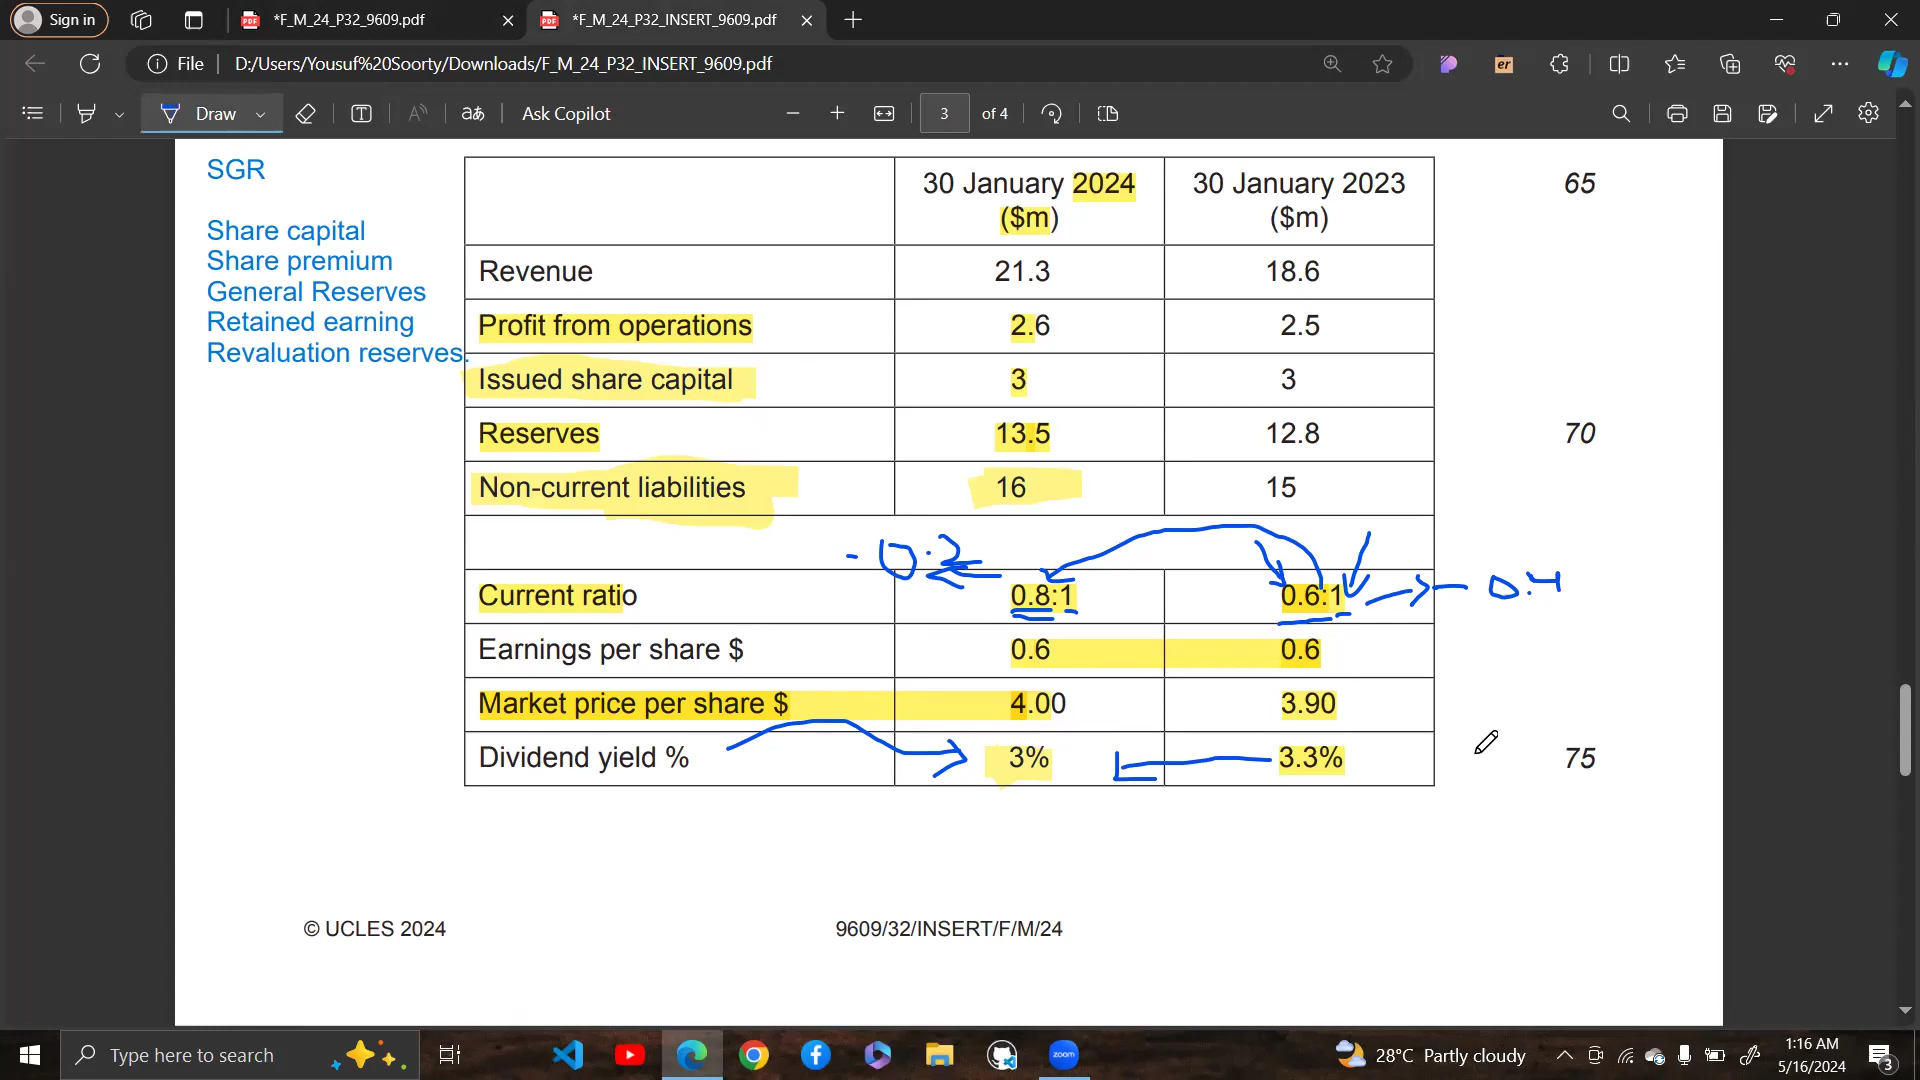 Sign in
*F_M_24_P32_9609.pdf
*F_M_24_P32_INSERT_9609.pdf
File
D:/Users/Yousuf%20Soorty/Downloads/F_M_24_P32_INSERT_9609.pdf
er
Draw
aあ
Ask Copilot
3 of 4
SGR
Share capital
Share premium
General Reserves
Retained earning
Revaluation reserves.
30 January 2024 ($m)
30 January 2023 ($m)
65
Revenue 21.3 18.6
Profit from operations 2.6 2.5
Issued share capital 3 3
Reserves 13.5 12.8 70
Non-current liabilities 16 15
- 0.2
Current ratio 0.8:1 0.6:1 - 0.4
Earnings per share $ 0.6 0.6
Market price per share $ 4.00 3.90
Dividend yield % 3% 3.3% 75
© UCLES 2024
9609/32/INSERT/F/M/24
Type here to search
zoom
28°C Partly cloudy
1:16 AM
5/16/2024
3